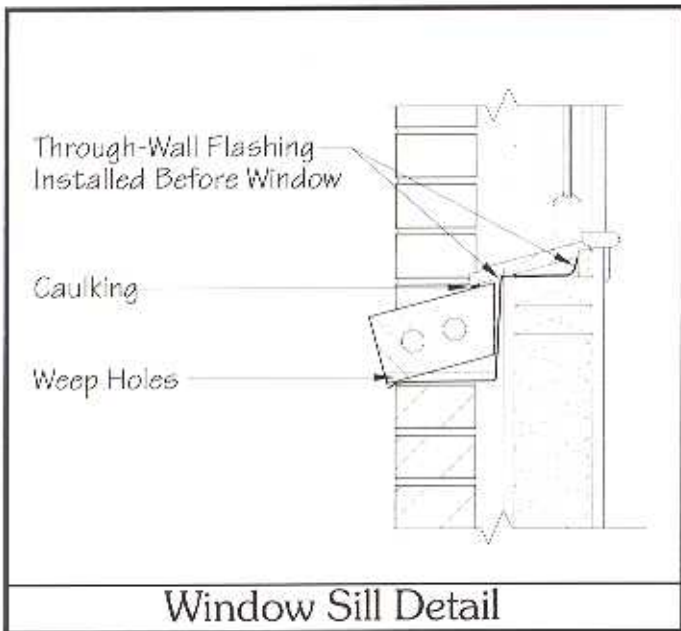 Through-Wall Flashing
Installed Before Window
Caulking
Weep Holes
Window Sill Detail